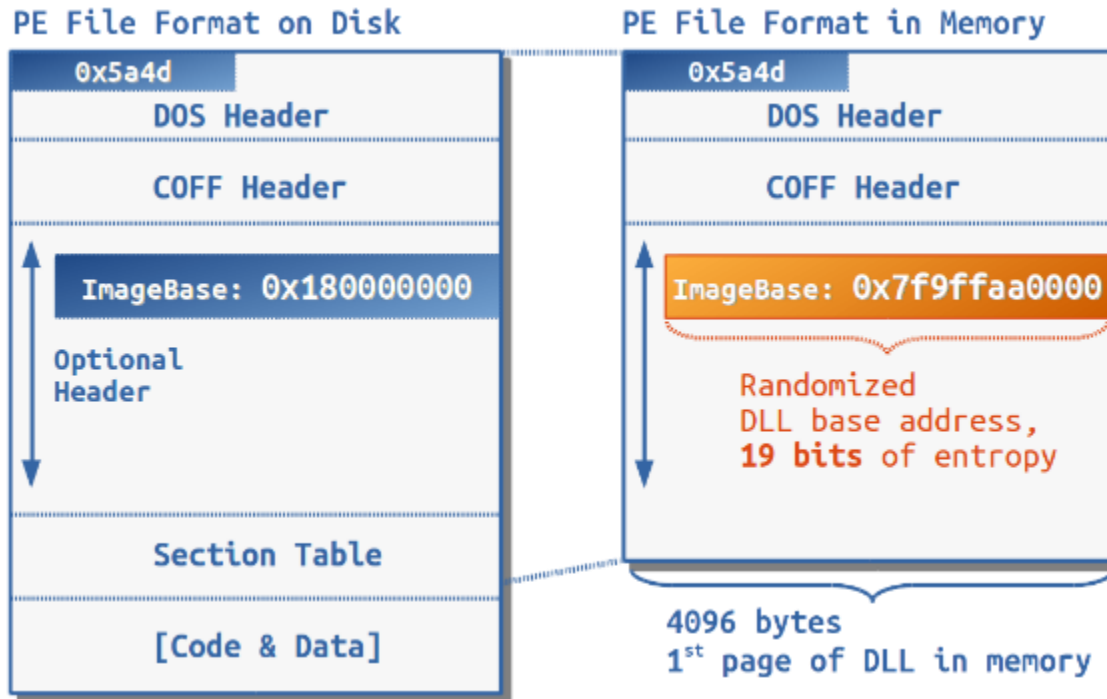 PE File Format on Disk
0x5a4d
DOS Header
COFF Header
ImageBase: 0x180000000
Optional
Header
Section Table
[Code & Data]
PE File Format in Memory
0x5a4d
DOS Header
COFF Header
ImageBase: 0x7f9ffaa0000
Randomized
DLL base address,
19 bits of entropy
4096 bytes
1st page of DLL in memory